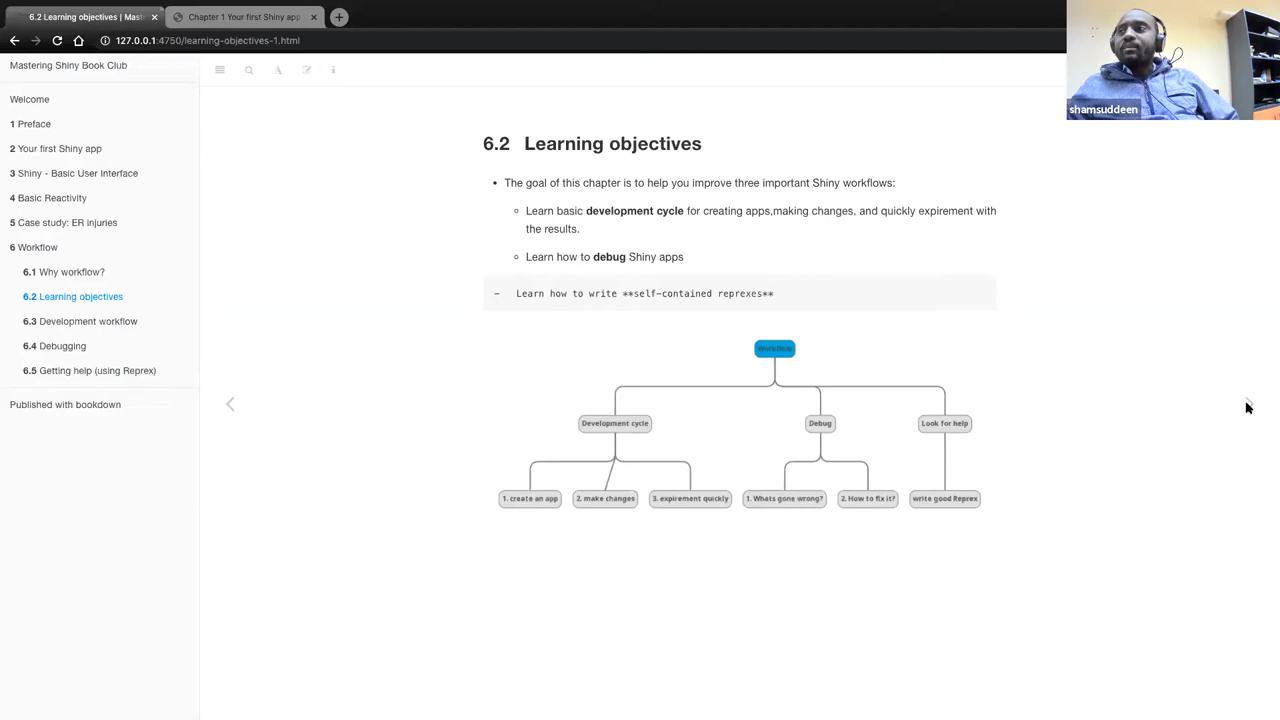 6.2 Learning objectives | Mast
Chapter 1 Your first Shiny app
127.0.0.1:4750/learning-objectives-1.html
Mastering Shiny Book Club
Welcome
1 Preface
2 Your first Shiny app
3 Shiny - Basic User Interface
4 Basic Reactivity
5 Case study: ER injuries
6 Workflow
6.1 Why workflow?
6.2 Learning objectives
6.3 Development workflow
6.4 Debugging
6.5 Getting help (using Reprex)
Published with bookdown
shamsuddeen
6.2 Learning objectives
• The goal of this chapter is to help you improve three important Shiny workflows:
Learn basic development cycle for creating apps,making changes, and quickly expirement with
the results.
Learn how to debug Shiny apps
- Learn how to write **self-contained reprexes**
Workflow
Development cycle
Debug
Look for help
1. create an app
2. make changes
3. expirement quickly
1. Whats gone wrong?
2. How to fix it?
write good Reprex